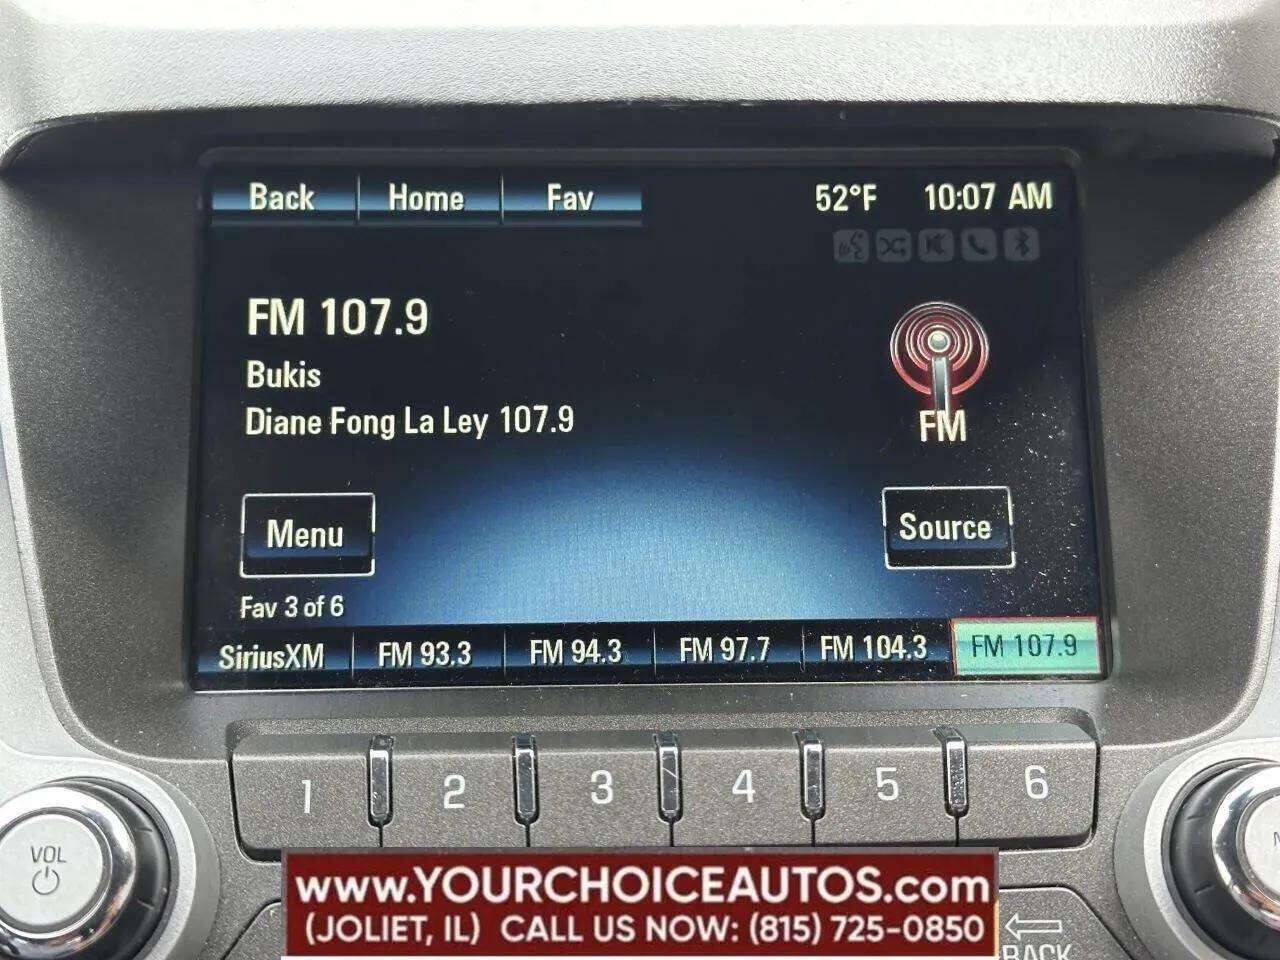 Back Home Fav 52°F 10:07 AM
FM 107.9
Bukis
Diane Fong La Ley 107.9
FM
Menu
Source
Fav 3 of 6
SiriusXM FM 93.3 FM 94.3 FM 97.7 FM 104.3 FM 107.9
1 2 3 4 5 6
VOL
www.YOURCHOICEAUTOS.com
(JOLIET, IL) CALL US NOW: (815) 725-0850
BACK